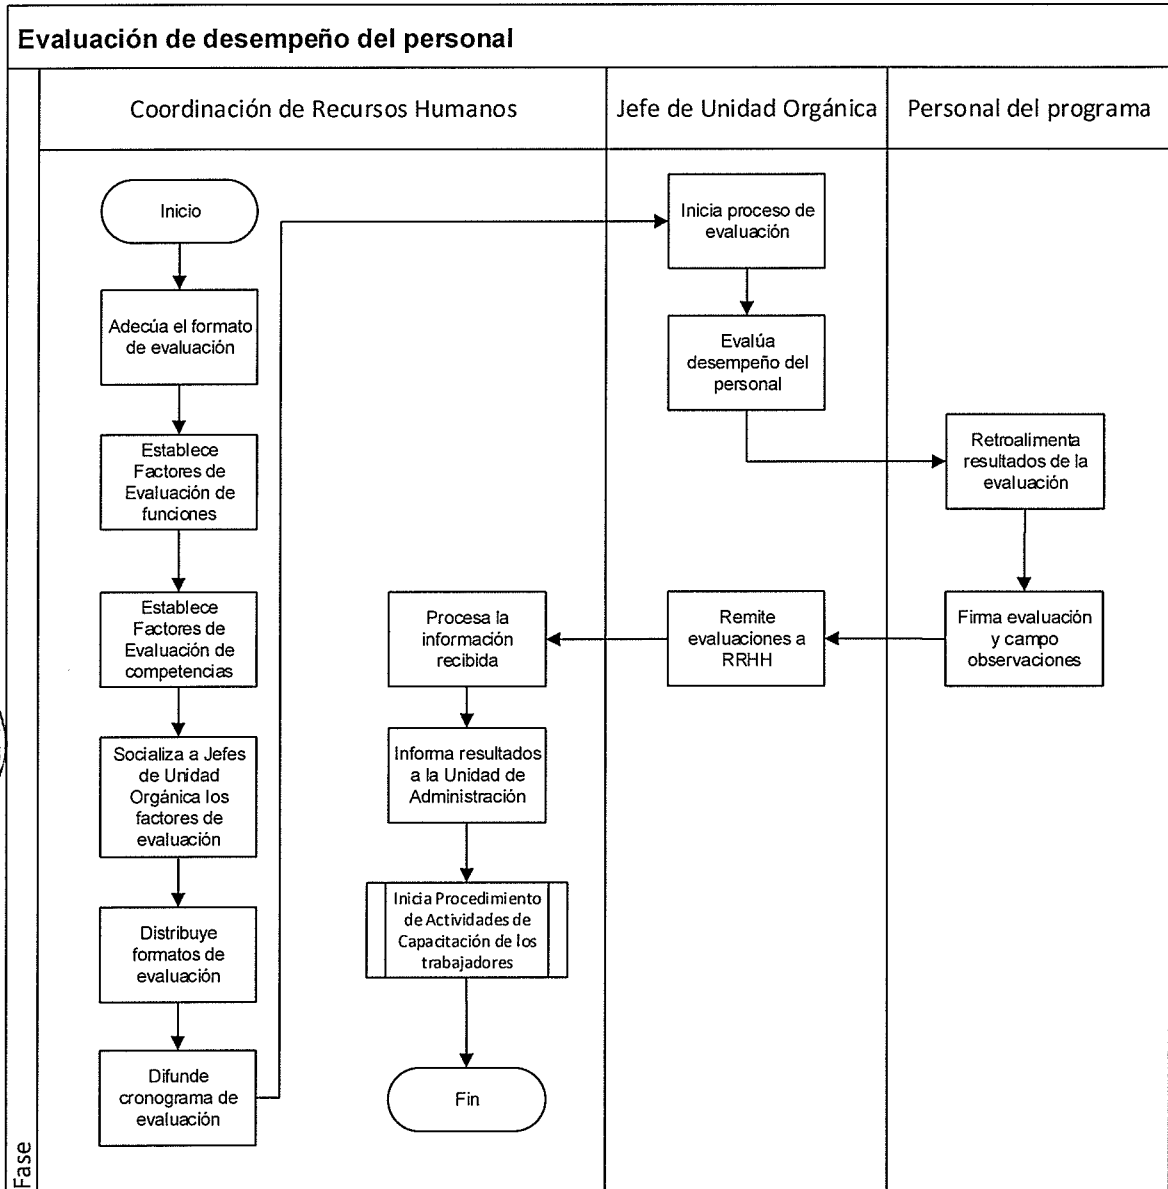 Evaluación de desempeño del personal
Coordinación de Recursos Humanos
Jefe de Unidad Orgánica
Personal del programa
Inicio
Adecúa el formato
de evaluación
Establece
Factores de
Evaluación de
funciones
Establece
Factores de
Evaluación de
competencias
Socializa a Jefes
de Unidad
Orgánica los
factores de
evaluación
Distribuye
formatos de
evaluación
Difunde
cronograma de
evaluación
Inicia proceso de
evaluación
Evalúa
desempeño del
personal
Retroalimenta
resultados de la
evaluación
Firma evaluación
y campo
observaciones
Remite
evaluaciones a
RRHH
Procesa la
información
recibida
Informa resultados
a la Unidad de
Administración
Inicia Procedimiento
de Actividades de
Capacitación de los
trabajadores
Fin
Fase